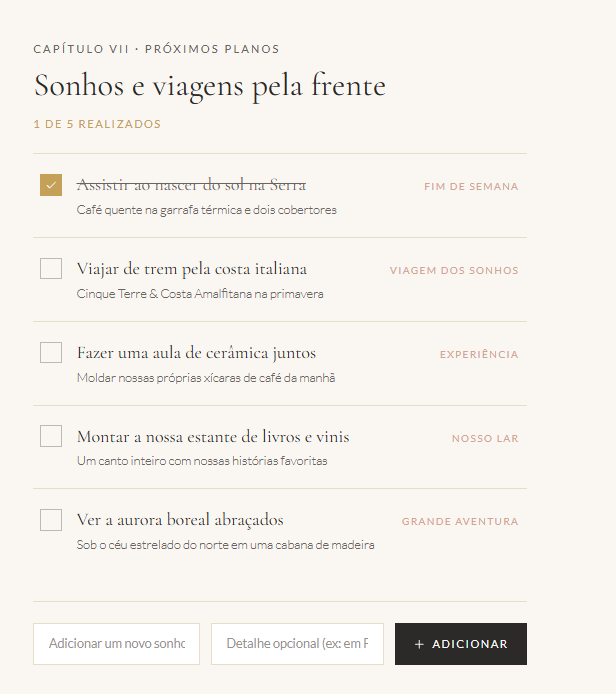 CAPÍTULO VII · PRÓXIMOS PLANOS
Sonhos e viagens pela frente
1 DE 5 REALIZADOS
Assistir ao nascer do sol na Serra
FIM DE SEMANA
Café quente na garrafa térmica e dois cobertores
Viajar de trem pela costa italiana
VIAGEM DOS SONHOS
Cinque Terre & Costa Amalfitana na primavera
Fazer uma aula de cerâmica juntos
EXPERIÊNCIA
Moldar nossas próprias xícaras de café da manhã
Montar a nossa estante de livros e vinis
NOSSO LAR
Um canto inteiro com nossas histórias favoritas
Ver a aurora boreal abraçados
GRANDE AVENTURA
Sob o céu estrelado do norte em uma cabana de madeira
Adicionar um novo sonho
Detalhe opcional (ex: em F
+ ADICIONAR